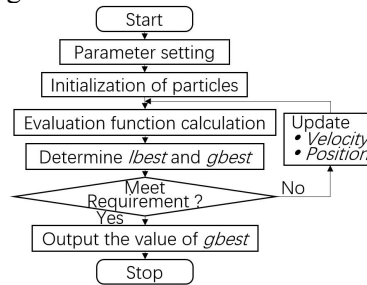 Start
Parameter setting
Initialization of particles
Evaluation function calculation
Determine lbest and gbest
Meet
Requirement ?
Yes
No
Update
• Velocity
• Position
Output the value of gbest
Stop